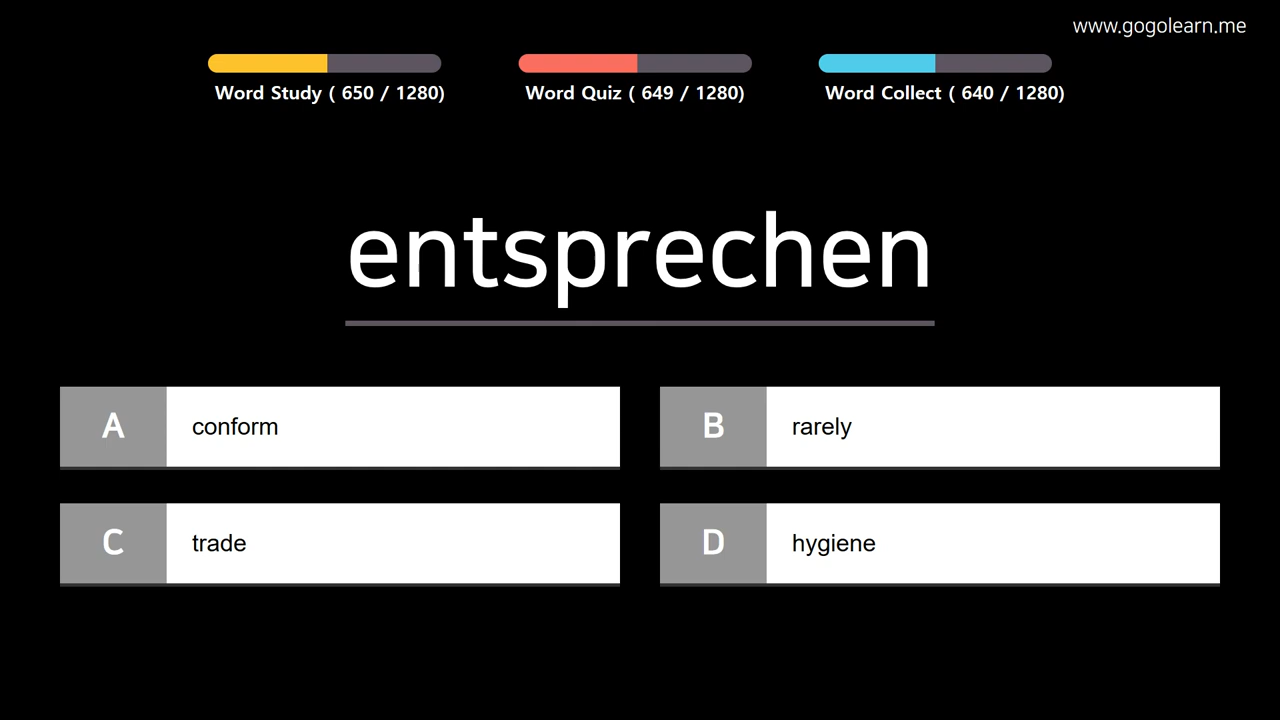 www.gogolearn.me
Word Study ( 650 / 1280)
Word Quiz ( 649 / 1280)
Word Collect ( 640 / 1280)
entsprechen
A conform
B rarely
C trade
D hygiene